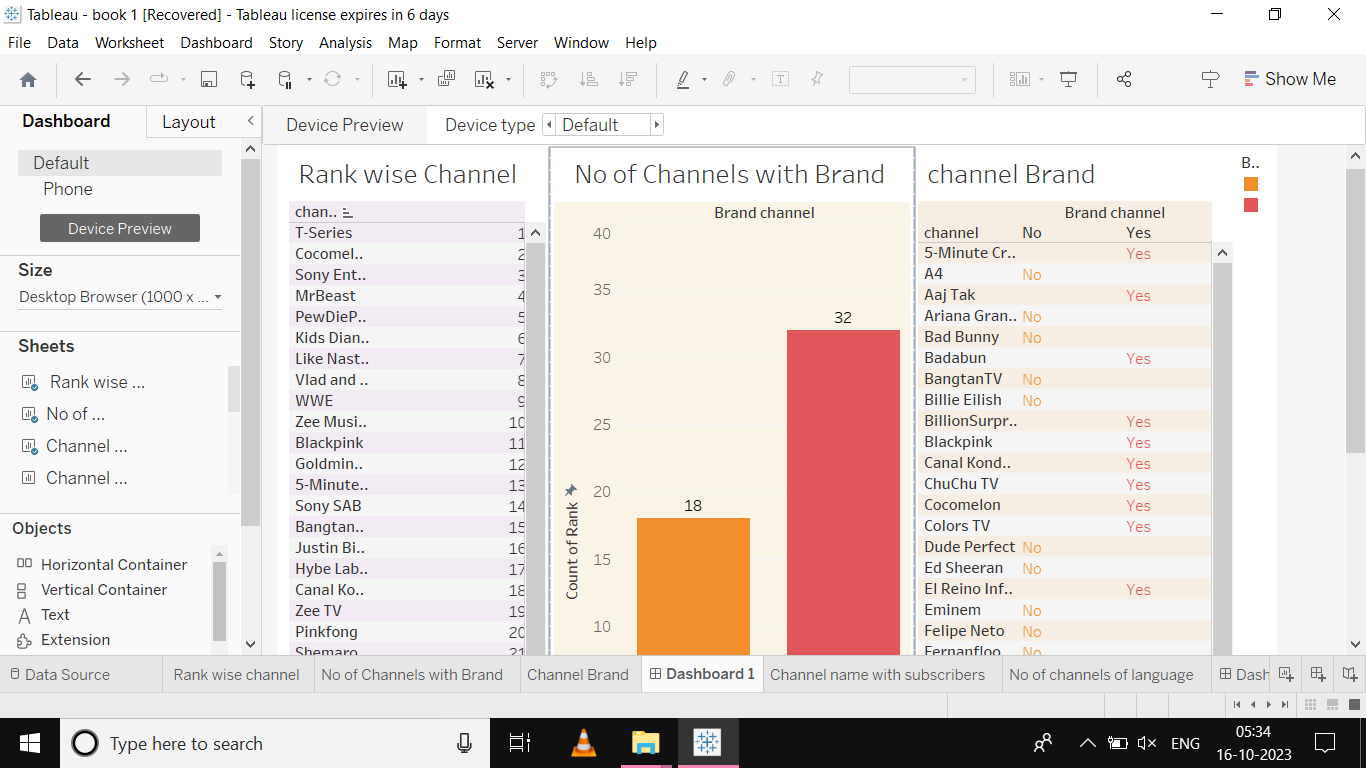 Tableau - book 1 [Recovered] - Tableau license expires in 6 days
File Data Worksheet Dashboard Story Analysis Map Format Server Window Help
Show Me
Dashboard Layout
Device Preview Device type Default
Default
Phone
Device Preview
Size
Desktop Browser (1000 x ...
Sheets
Rank wise ...
No of ...
Channel ...
Channel ...
Objects
Horizontal Container
Vertical Container
Text
Extension
Rank wise Channel
chan..
T-Series 1
Cocomel.. 2
Sony Ent.. 3
MrBeast 4
PewDieP.. 5
Kids Dian.. 6
Like Nast.. 7
Vlad and .. 8
WWE 9
Zee Musi.. 10
Blackpink 11
Goldmin.. 12
5-Minute.. 13
Sony SAB 14
Bangtan.. 15
Justin Bi.. 16
Hybe Lab.. 17
Canal Ko.. 18
Zee TV 19
Pinkfong 20
Shemaro.. 21
No of Channels with Brand
Brand channel
40
35
30
25
20
15
10
Count of Rank
18
32
channel Brand
Brand channel
channel No Yes
5-Minute Cr.. Yes
A4 No
Aaj Tak Yes
Ariana Gran.. No
Bad Bunny No
Badabun Yes
BangtanTV No
Billie Eilish No
BillionSurpr.. Yes
Blackpink Yes
Canal Kond.. Yes
ChuChu TV Yes
Cocomelon Yes
Colors TV Yes
Dude Perfect No
Ed Sheeran No
El Reino Inf.. Yes
Eminem No
Felipe Neto No
Fernanfloo No
B..
Data Source Rank wise channel No of Channels with Brand Channel Brand Dashboard 1 Channel name with subscribers No of channels of language Dash
Type here to search
ENG
05:34
16-10-2023